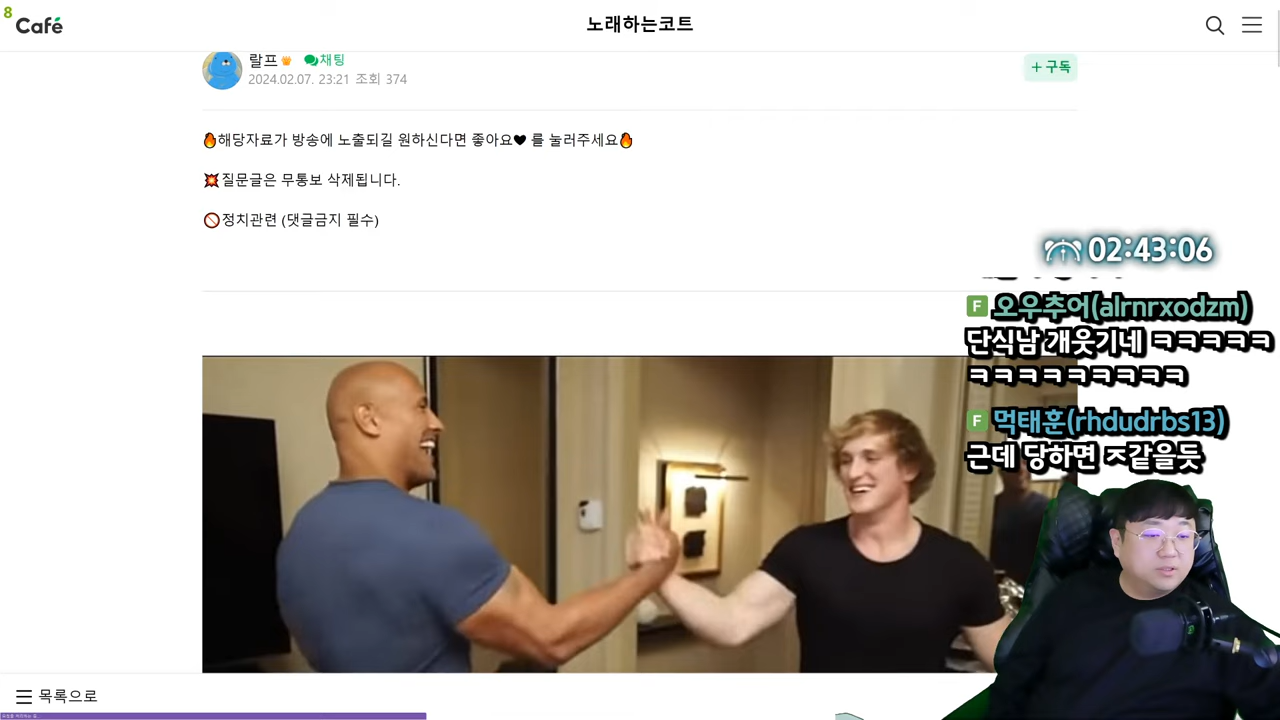 8
Café
노래하는코트
랄프
채팅
2024.02.07. 23:21 조회 374
+ 구독
해당자료가 방송에 노출되길 원하신다면 좋아요🖤 를 눌러주세요
질문글은 무통보 삭제됩니다.
정치관련 (댓글금지 필수)
02:43:06
F 오우추어(alrnrxodzm)
단식남 개웃기네 ㅋㅋㅋㅋㅋ
ㅋㅋㅋㅋㅋㅋㅋㅋㅋ
F 먹태훈(rhdudrbs13)
근데 당하면 ㅈ같을듯
목록으로